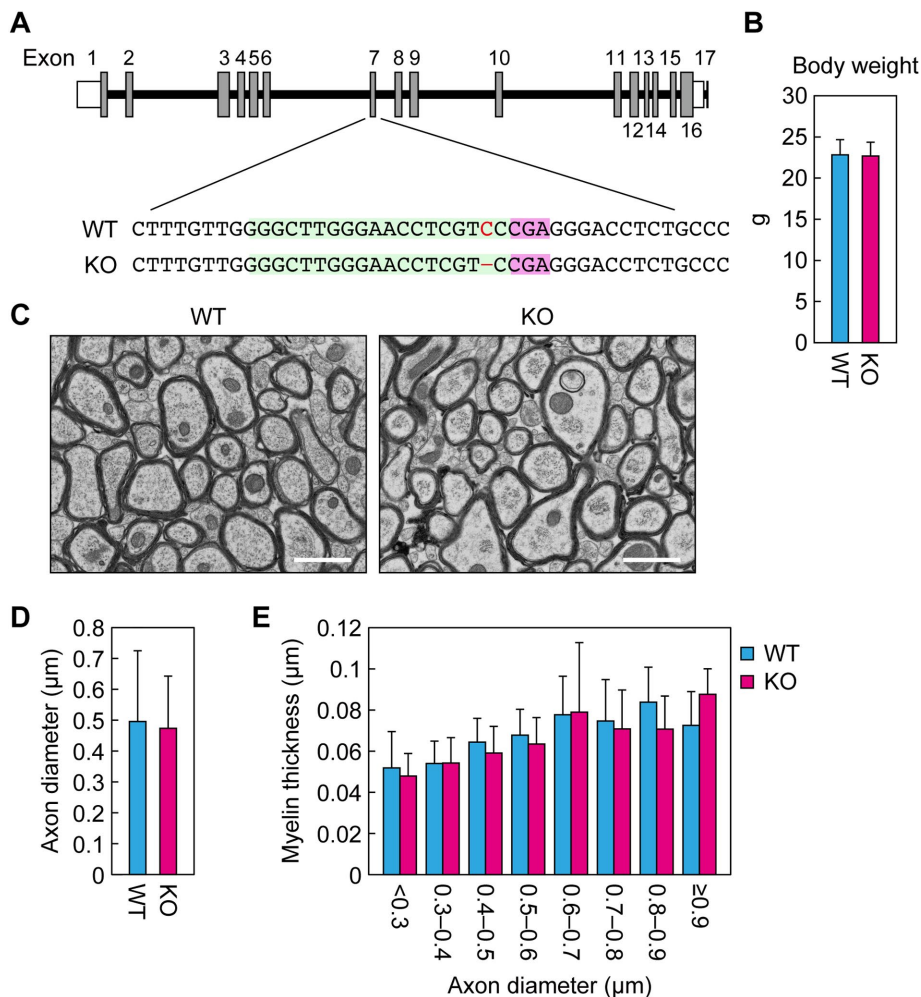 A
Exon 1 2 3 4 5 6 7 8 9 10 11 13 15 17
12 14 16
WT CTTTGTTGGGGCTTGGGAACCTCGTCCCGAGGGACCTCTGCCC
KO CTTTGTTGGGGCTTGGGAACCTCGT–CCGAGGGACCTCTGCCC
B
Body weight
30
25
20
15
10
5
0
g
WT
KO
C
WT KO
D
0.8
0.7
0.6
0.5
0.4
0.3
0.2
0.1
0
Axon diameter (µm)
WT
KO
E
0.12
0.1
0.08
0.06
0.04
0.02
0
Myelin thickness (µm)
WT
KO
<0.3
0.3–0.4
0.4–0.5
0.5–0.6
0.6–0.7
0.7–0.8
0.8–0.9
≥0.9
Axon diameter (µm)